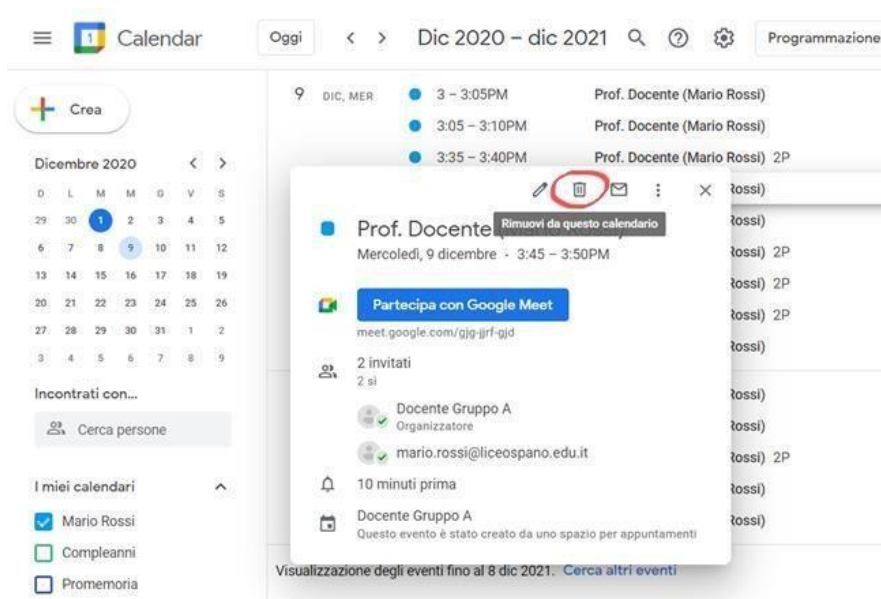 Calendar
Oggi
Dic 2020 – dic 2021
Programmazione
Crea
Dicembre 2020
D L M M G V S
29 30 1 2 3 4 5
6 7 8 9 10 11 12
13 14 15 16 17 18 19
20 21 22 23 24 25 26
27 28 29 30 31 1 2
3 4 5 6 7 8 9
Incontrati con...
Cerca persone
I miei calendari
Mario Rossi
Compleanni
Promemoria
9 DIC, MER 3 – 3:05PM Prof. Docente (Mario Rossi)
3:05 – 3:10PM Prof. Docente (Mario Rossi)
3:35 – 3:40PM Prof. Docente (Mario Rossi) 2P
Rossi)
Rossi)
Rossi) 2P
Rossi) 2P
Rossi) 2P
Rossi)
Rossi)
Rossi)
Rossi) 2P
Rossi)
Rossi)
Rimuovi da questo calendario
Prof. Docente
Mercoledì, 9 dicembre · 3:45 – 3:50PM
Partecipa con Google Meet
meet.google.com/gjg-jjrf-gjd
2 invitati
2 sì
Docente Gruppo A
Organizzatore
mario.rossi@liceospano.edu.it
10 minuti prima
Docente Gruppo A
Questo evento è stato creato da uno spazio per appuntamenti
Visualizzazione degli eventi fino al 8 dic 2021. Cerca altri eventi